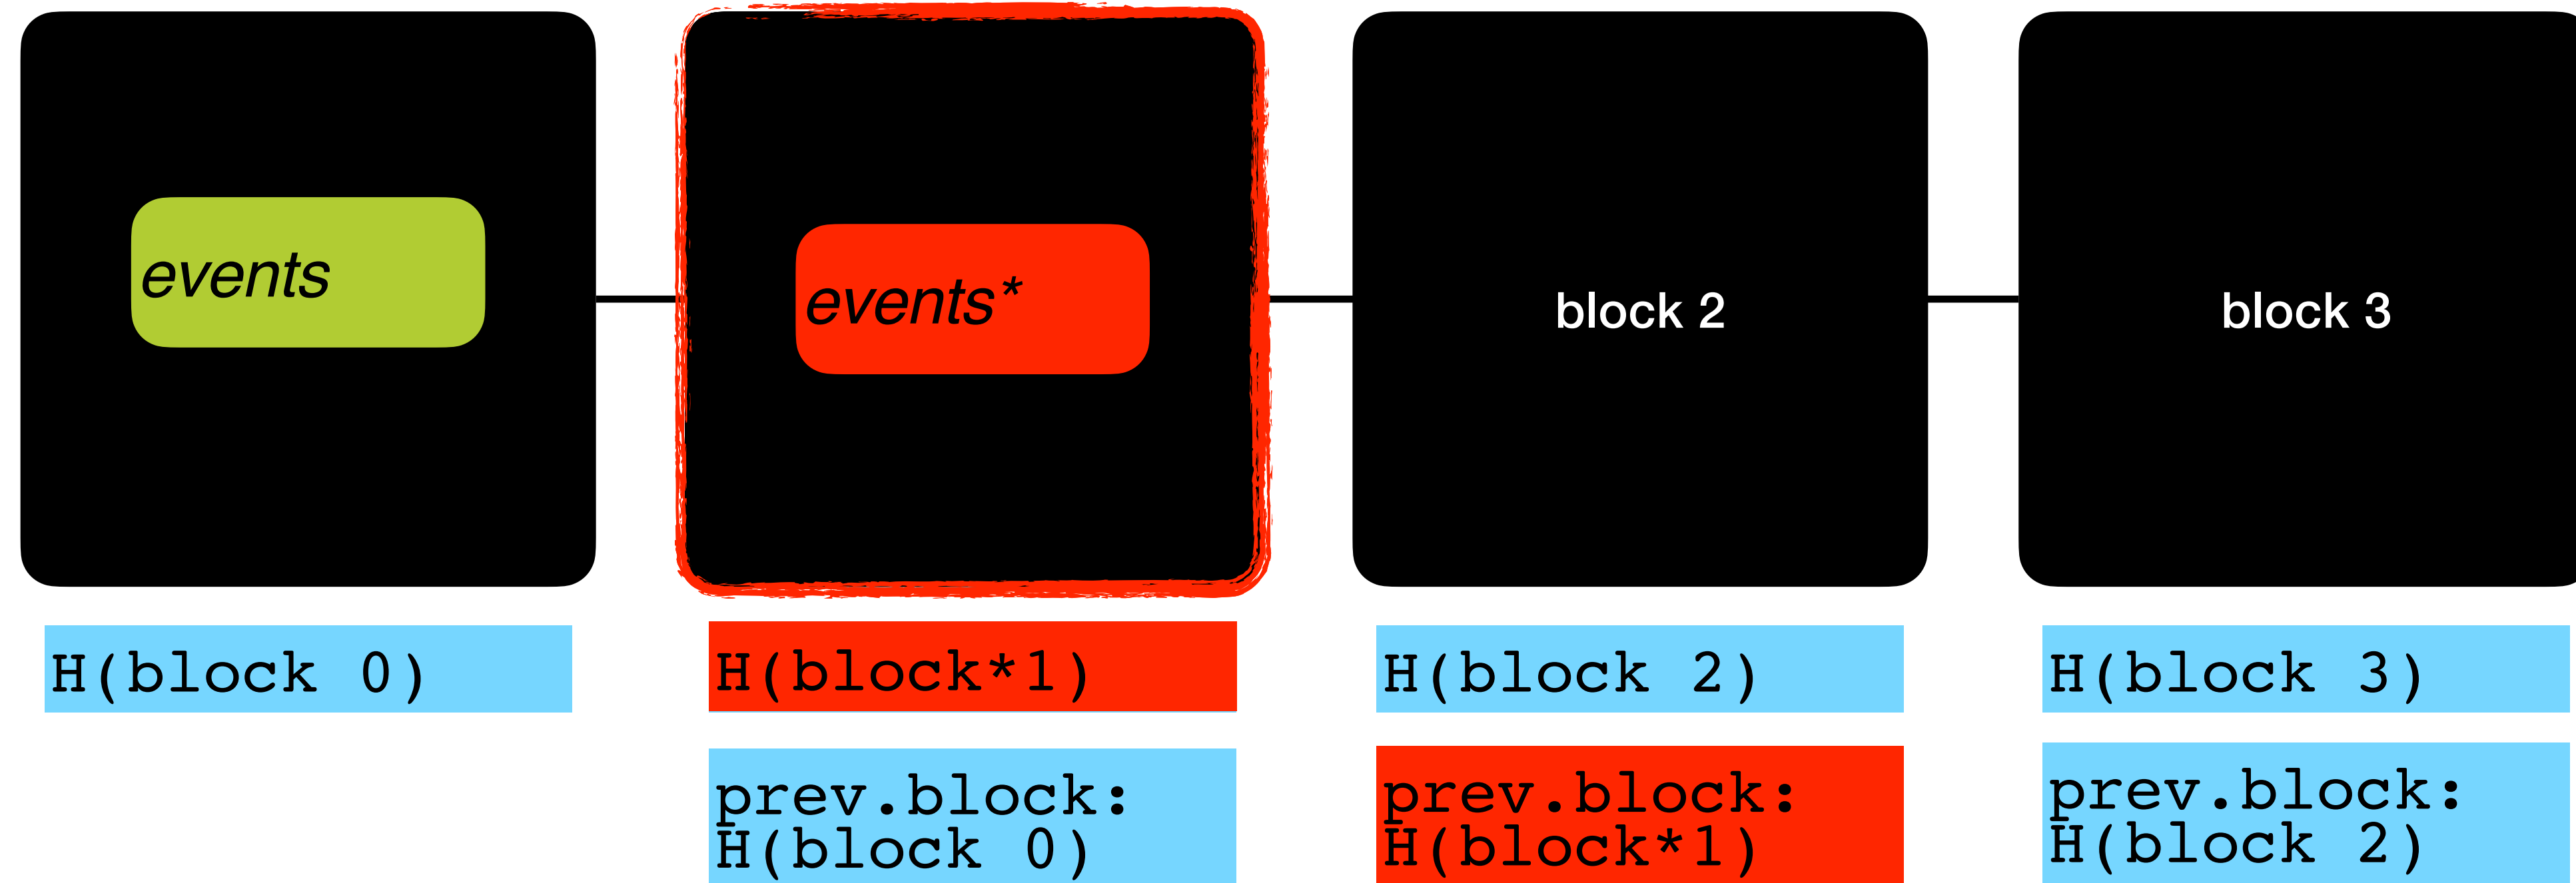 events
events*
block 2
block 3
H(block 0)
H(block*1)
H(block 2)
H(block 3)
prev.block:
H(block 0)
prev.block:
H(block*1)
prev.block:
H(block 2)